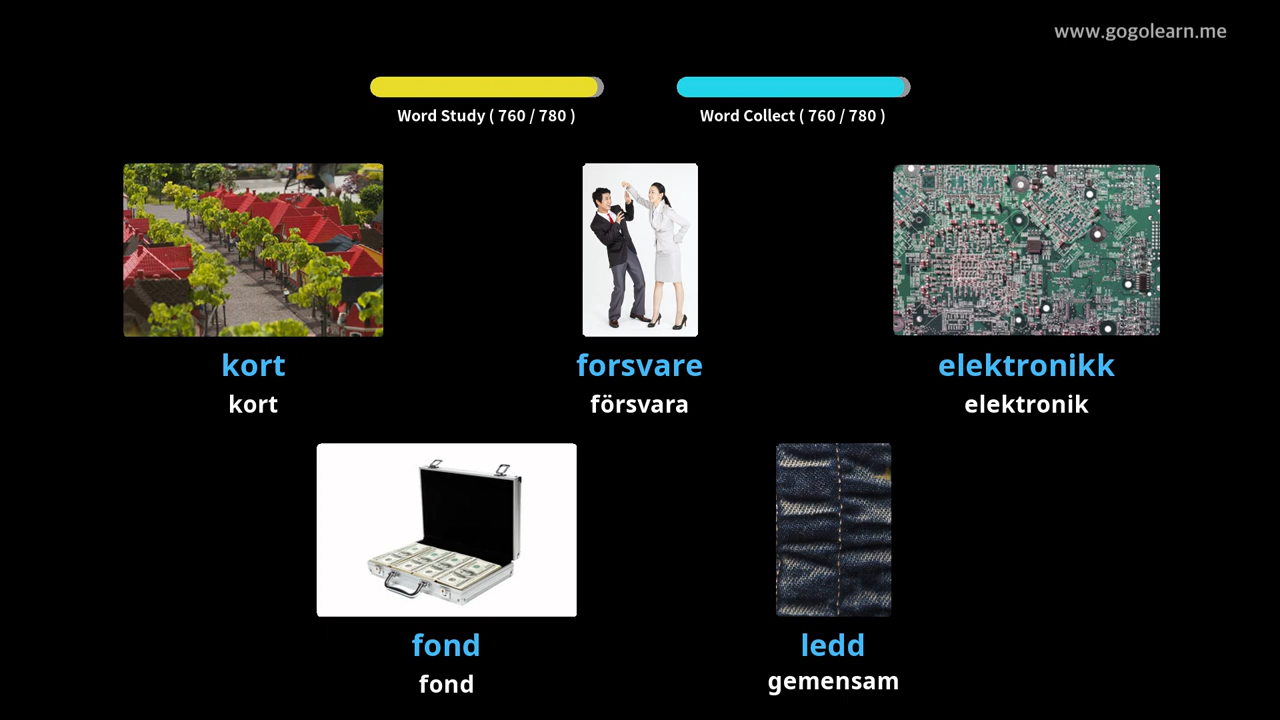 www.gogolearn.me
Word Study ( 760 / 780 )
Word Collect ( 760 / 780 )
kort
kort
forsvare
försvara
elektronikk
elektronik
fond
fond
ledd
gemensam